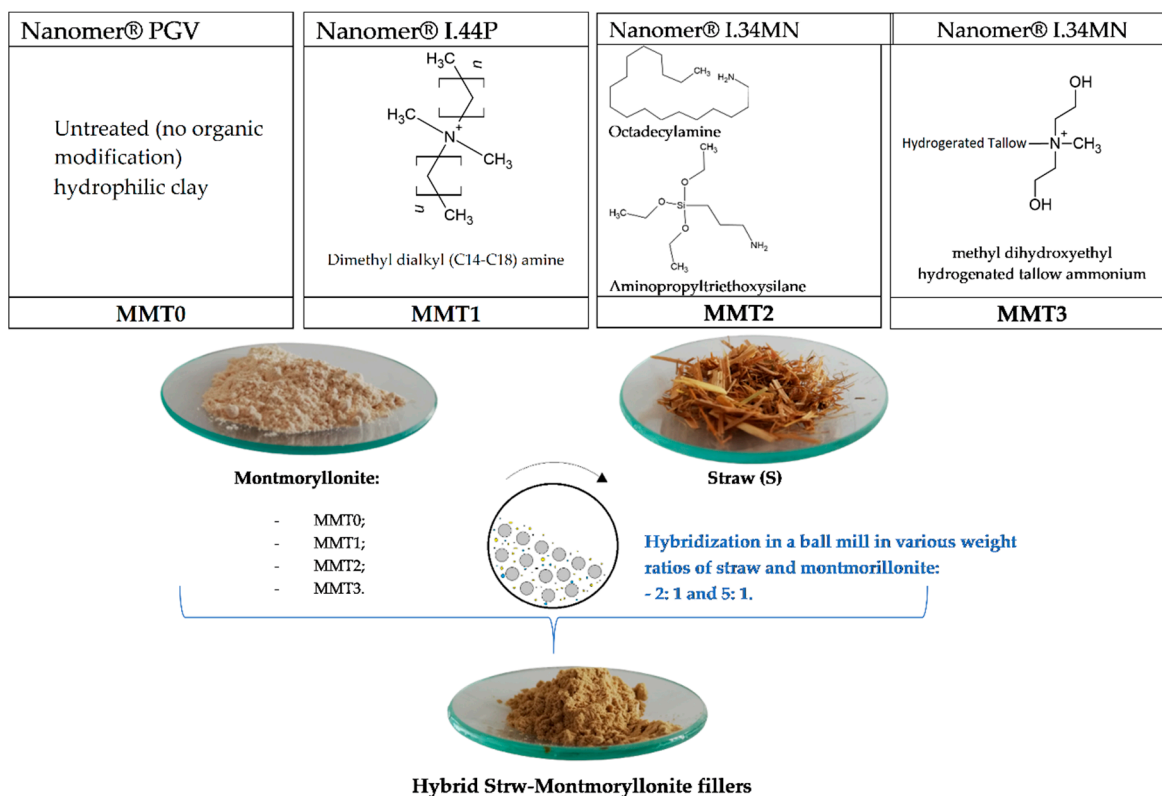 Nanomer® PGV
Nanomer® I.44P
Nanomer® I.34MN
Nanomer® I.34MN
Untreated (no organic
modification)
hydrophilic clay
H₃C
n
H₃C
N⁺
CH₃
n
CH₃
Dimethyl dialkyl (C14-C18) amine
CH₃
H₂N
Octadecylamine
CH₃
O
H₃C
O
Si
O
NH₂
CH₃
Aminopropyltriethoxysilane
OH
Hydrogerated Tallow
N⁺
CH₃
OH
methyl dihydroxyethyl
hydrogenated tallow ammonium
MMT0
MMT1
MMT2
MMT3
Montmoryllonite:
- MMT0;
- MMT1;
- MMT2;
- MMT3.
Straw (S)
Hybridization in a ball mill in various weight
ratios of straw and montmorillonite:
- 2: 1 and 5: 1.
Hybrid Strw-Montmoryllonite fillers